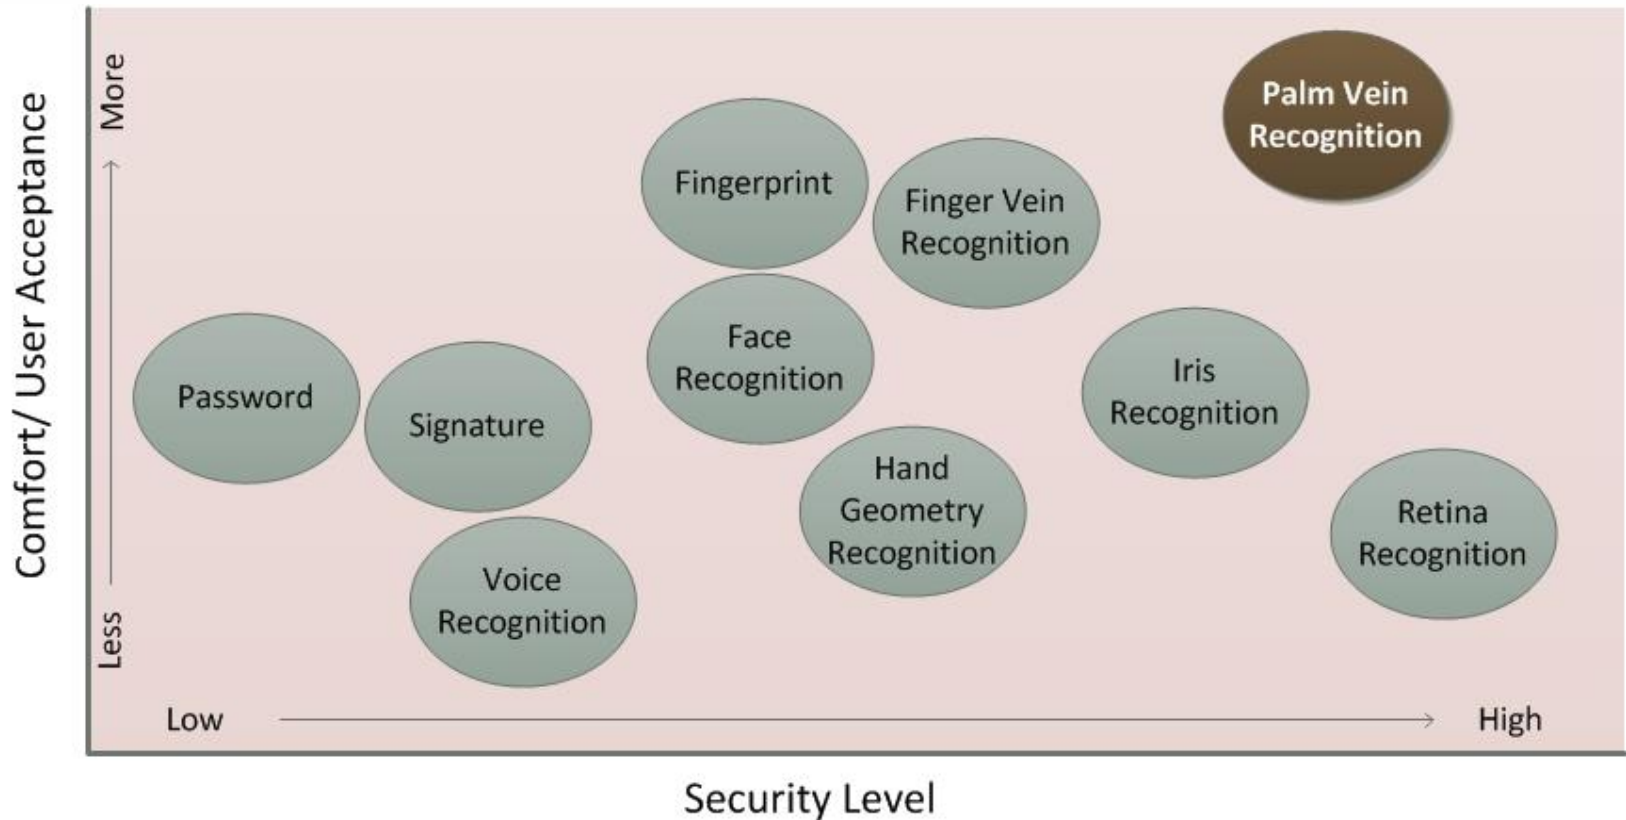 Comfort/ User Acceptance
More
Less
Palm Vein
Recognition
Fingerprint
Finger Vein
Recognition
Face
Recognition
Iris
Recognition
Password
Signature
Hand
Geometry
Recognition
Retina
Recognition
Voice
Recognition
Low
High
Security Level